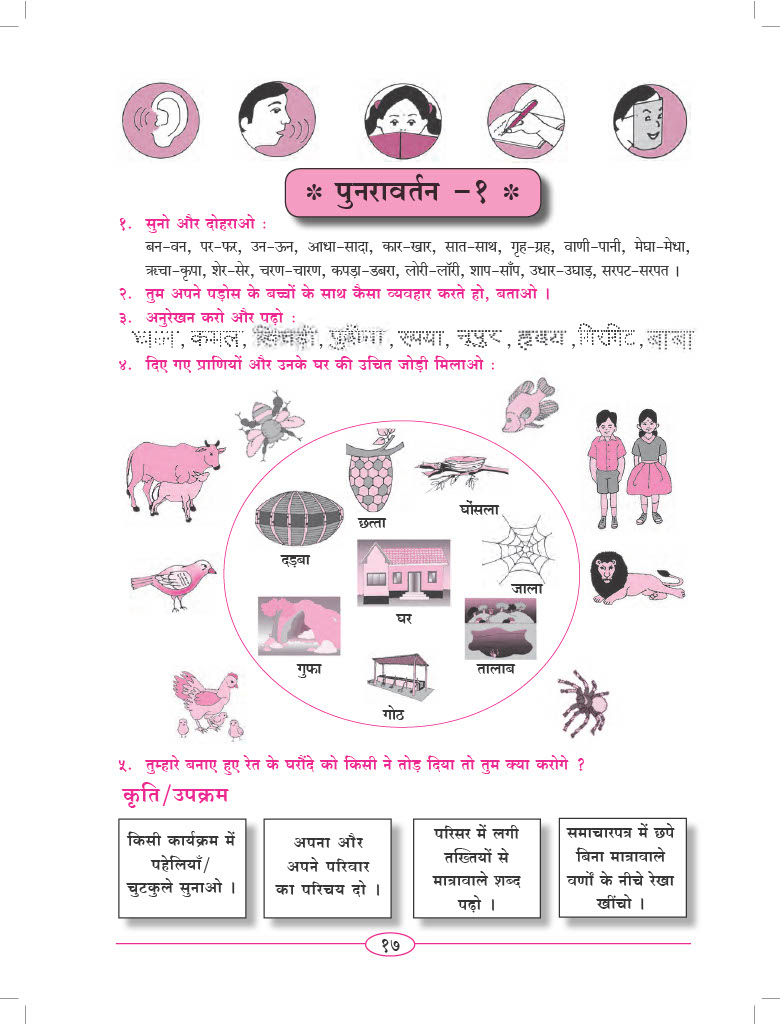 * पुनरावर्तन -१ *
१. सुनो और दोहराओ :
बन-वन, पर-फर, उन-ऊन, आधा-सादा, कार-खार, सात-साथ, गृह-ग्रह, वाणी-पानी, मेघा-मेधा,
ऋचा-कृपा, शेर-सेर, चरण-चारण, कपड़ा-डबरा, लोरी-लॉरी, शाप-साँप, उधार-उघाड़, सरपट-सरपत ।
२. तुम अपने पड़ोस के बच्चों के साथ कैसा व्यवहार करते हो, बताओ ।
३. अनुरेखन करो और पढ़ो :
कमल, खिचड़ी, पुदीना, रुपया, नूपुर, हृदय, गिरगिट, बाबा
४. दिए गए प्राणियों और उनके घर की उचित जोड़ी मिलाओ :
छत्ता
घोंसला
दड़बा
जाला
घर
गुफा
तालाब
गोठ
५. तुम्हारे बनाए हुए रेत के घरौंदे को किसी ने तोड़ दिया तो तुम क्या करोगे ?
कृति/उपक्रम
किसी कार्यक्रम में
पहेलियाँ/
चुटकुले सुनाओ ।
अपना और
अपने परिवार
का परिचय दो ।
परिसर में लगी
तख्तियों से
मात्रावाले शब्द
पढ़ो ।
समाचारपत्र में छपे
बिना मात्रावाले
वर्णों के नीचे रेखा
खींचो ।
१७